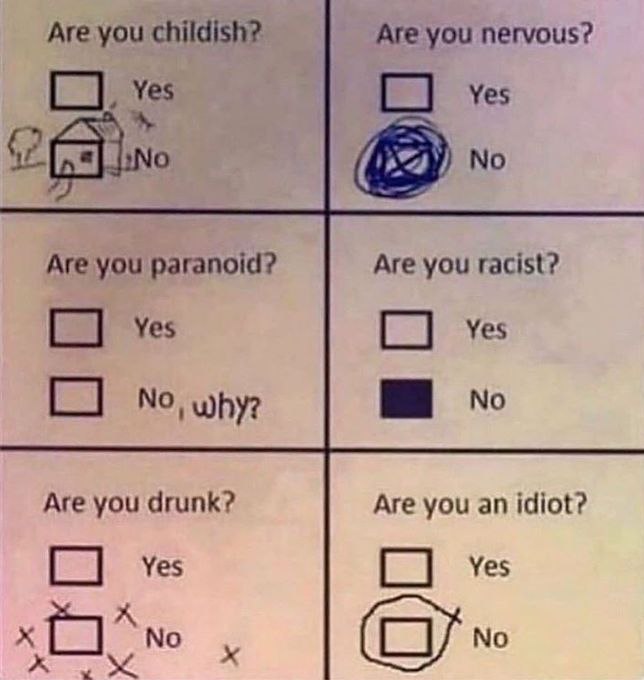 Are you childish?
Yes
No
Are you nervous?
Yes
No
Are you paranoid?
Yes
No, why?
Are you racist?
Yes
No
Are you drunk?
Yes
No
Are you an idiot?
Yes
No